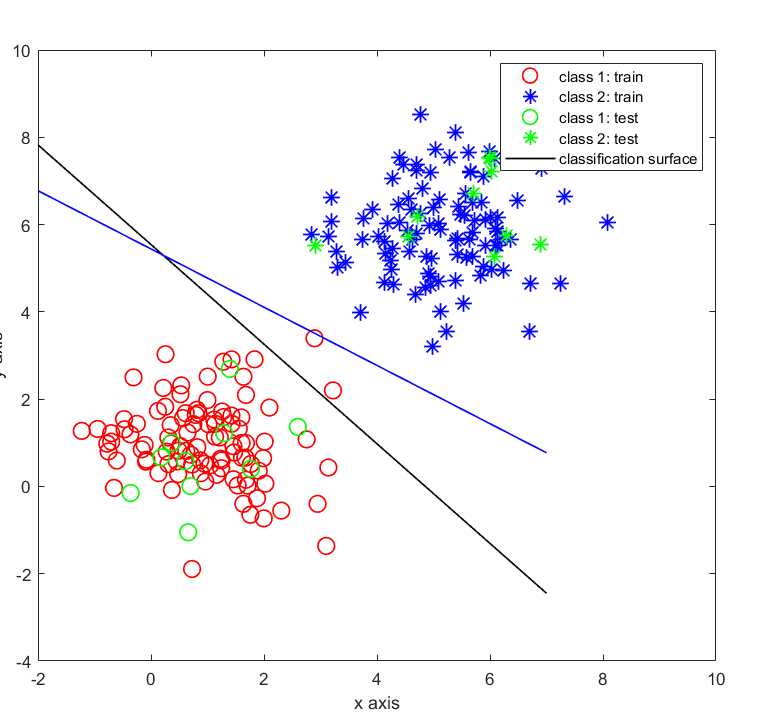 10
8
6
4
2
0
-2
-4
class 1: train
class 2: train
class 1: test
class 2: test
classification surface
-2 0 2 4 6 8 10
x axis